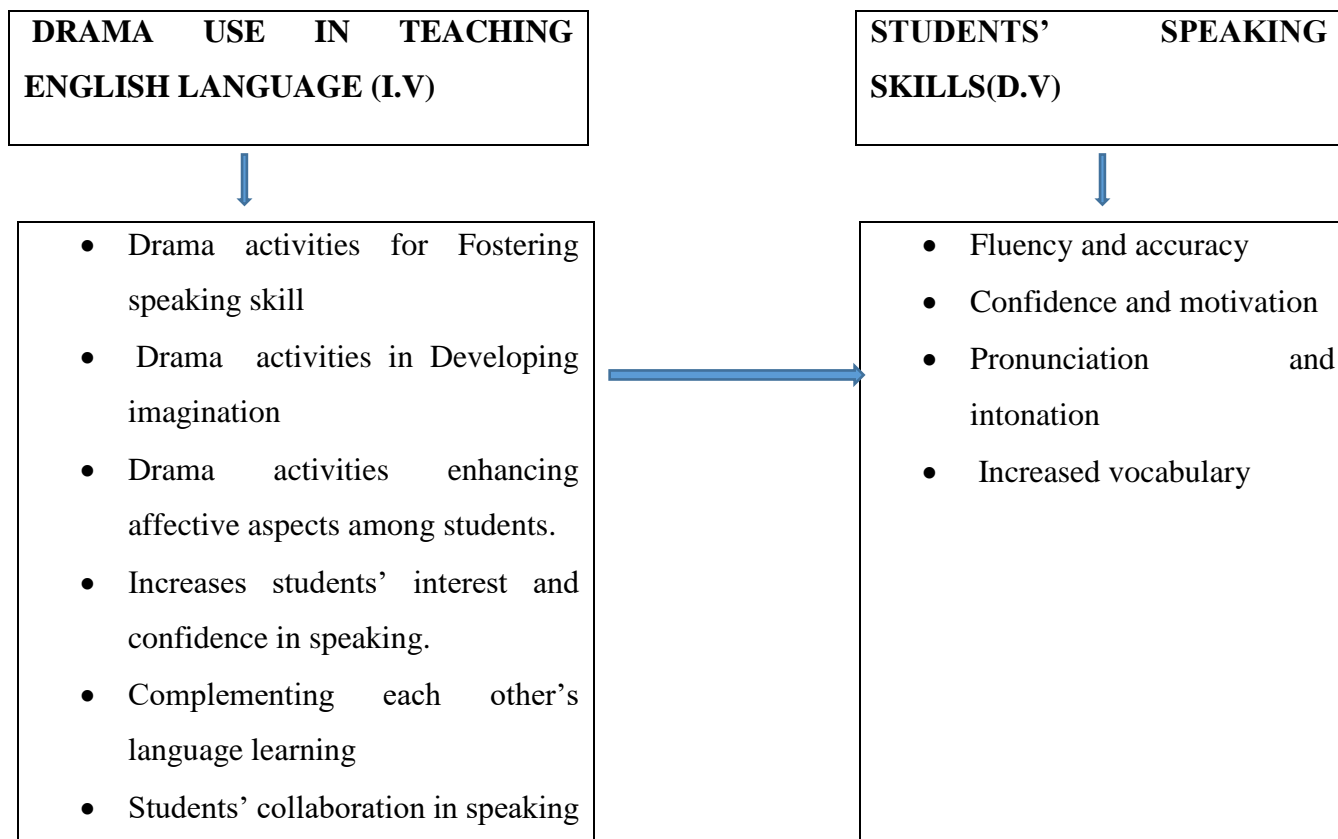 DRAMA USE IN TEACHING
ENGLISH LANGUAGE (I.V)
STUDENTS’ SPEAKING
SKILLS(D.V)
• Drama activities for Fostering
speaking skill
• Drama activities in Developing
imagination
• Drama activities enhancing
affective aspects among students.
• Increases students’ interest and
confidence in speaking.
• Complementing each other’s
language learning
• Students’ collaboration in speaking
• Fluency and accuracy
• Confidence and motivation
• Pronunciation and
intonation
• Increased vocabulary